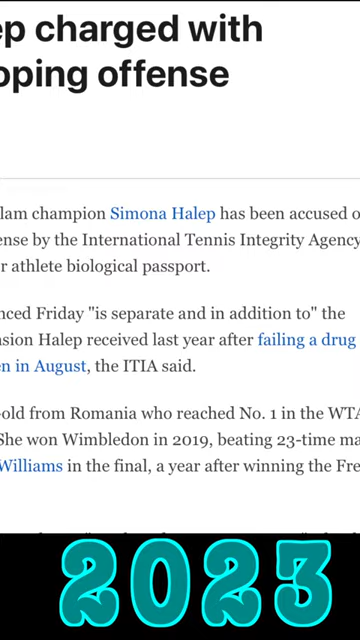 ep charged with
oping offense
lam champion Simona Halep has been accused o
ense by the International Tennis Integrity Agency
r athlete biological passport.
nced Friday "is separate and in addition to" the
nsion Halep received last year after failing a drug
en in August, the ITIA said.
-old from Romania who reached No. 1 in the WTA
She won Wimbledon in 2019, beating 23-time ma
Williams in the final, a year after winning the Fre
2023